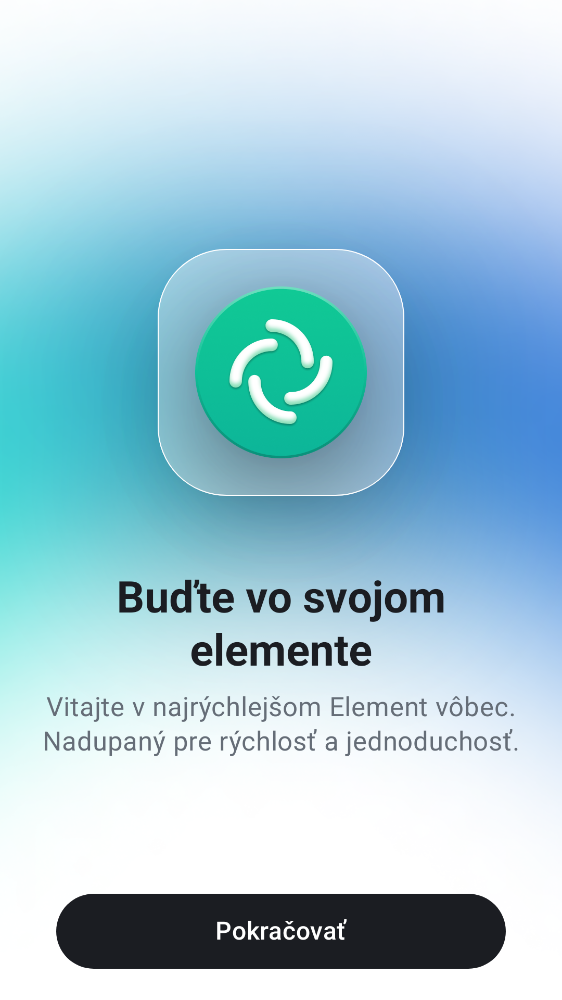 Buďte vo svojom
elemente
Vitajte v najrýchlejšom Element vôbec.
Nadupaný pre rýchlosť a jednoduchosť.
Pokračovať